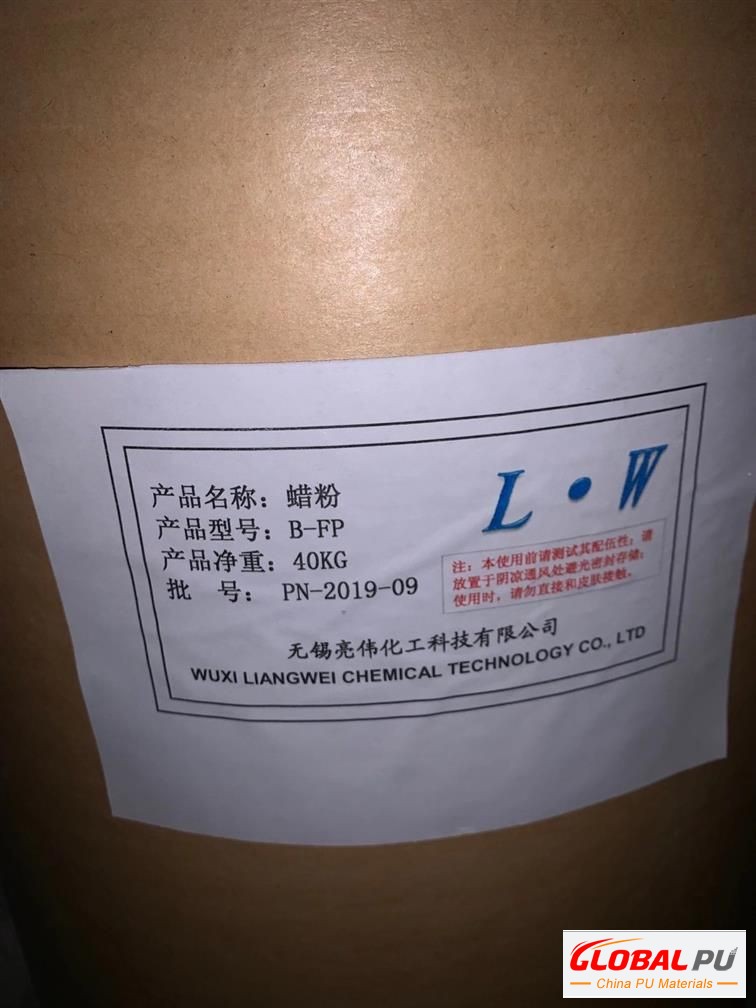 L·W
产品名称：蜡粉
产品型号：B-FP
产品净重：40KG
批　号：PN-2019-09
注：本使用前请测试其配伍性；请
放置于阴凉通风处避光密封存储；
使用时，请勿直接和皮肤接触。
无锡亮伟化工科技有限公司
WUXI LIANGWEI CHEMICAL TECHNOLOGY CO., LTD
GLOBAL PU
China PU Materials